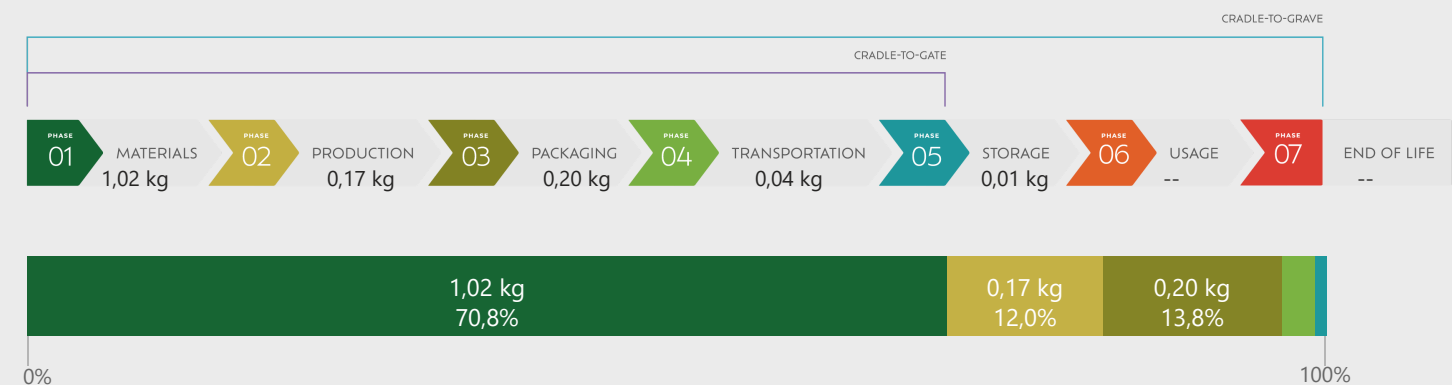 CRADLE-TO-GRAVE
CRADLE-TO-GATE
PHASE
01
MATERIALS
1,02 kg
PHASE
02
PRODUCTION
0,17 kg
PHASE
03
PACKAGING
0,20 kg
PHASE
04
TRANSPORTATION
0,04 kg
PHASE
05
STORAGE
0,01 kg
PHASE
06
USAGE
--
PHASE
07
END OF LIFE
--
1,02 kg
70,8%
0,17 kg
12,0%
0,20 kg
13,8%
0%
100%